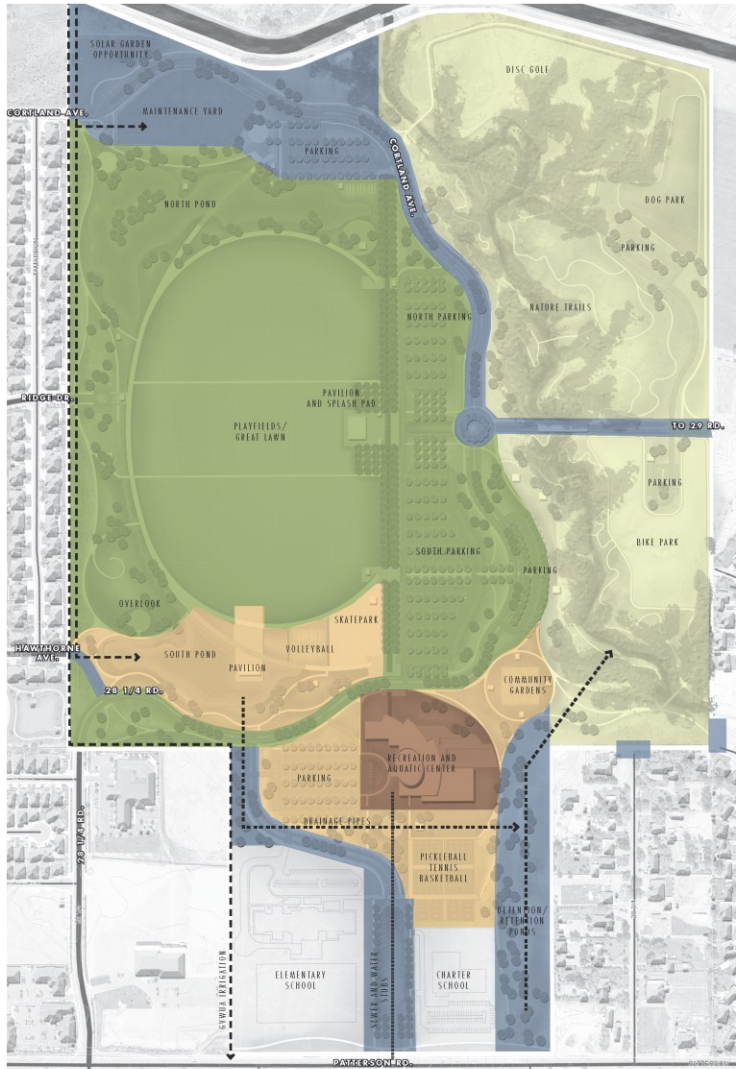 SOLAR GARDEN
OPPORTUNITY
DISC GOLF
CORTLAND AVE.
MAINTENANCE YARD
PARKING
CORTLAND AVE.
NORTH POND
DOG PARK
PARKING
NATURE TRAILS
NORTH PARKING
PAVILION
AND SPLASH PAD
RIDGE DR.
PLAYFIELDS/
GREAT LAWN
TO 29 RD.
PARKING
BIKE PARK
SOUTH PARKING
PARKING
OVERLOOK
SKATEPARK
HAWTHORNE
AVE.
SOUTH POND
VOLLEYBALL
PAVILION
COMMUNITY
GARDENS
28 1/4 RD.
RECREATION AND
AQUATIC CENTER
PARKING
DRAINAGE PIPES
28 1/4 RD.
PICKLEBALL
TENNIS
BASKETBALL
DETENTION/
RETENTION
PONDS
GVWUA IRRIGATION
ELEMENTARY
SCHOOL
SEWER AND WATER
STUBS
CHARTER
SCHOOL
PATTERSON RD.